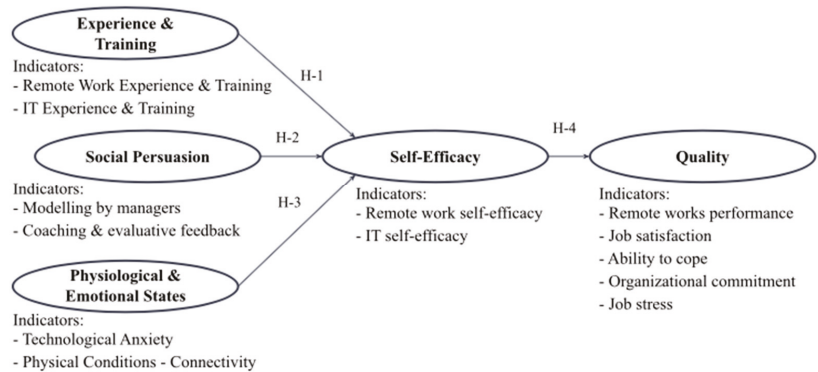 Experience &
Training
Indicators:
- Remote Work Experience & Training
- IT Experience & Training
H-1
Social Persuasion
Indicators:
- Modelling by managers
- Coaching & evaluative feedback
H-2
Physiological &
Emotional States
Indicators:
- Technological Anxiety
- Physical Conditions - Connectivity
H-3
Self-Efficacy
Indicators:
- Remote work self-efficacy
- IT self-efficacy
H-4
Quality
Indicators:
- Remote works performance
- Job satisfaction
- Ability to cope
- Organizational commitment
- Job stress